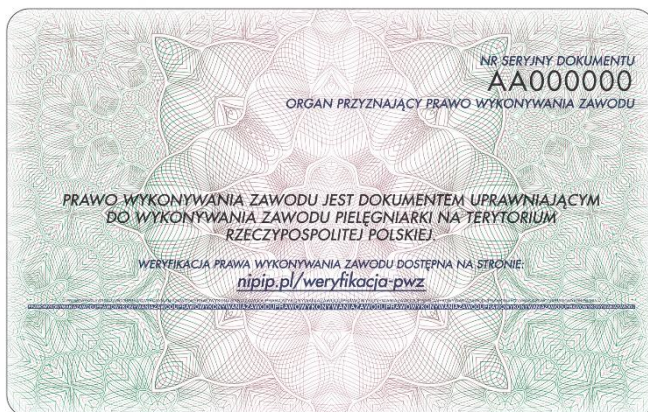 NR SERYJNY DOKUMENTU
AA000000
ORGAN PRZYZNAJĄCY PRAWO WYKONYWANIA ZAWODU
PRAWO WYKONYWANIA ZAWODU JEST DOKUMENTEM UPRAWNIAJĄCYM
DO WYKONYWANIA ZAWODU PIELĘGNIARKI NA TERYTORIUM
RZECZYPOSPOLITEJ POLSKIEJ.
WERYFIKACJA PRAWA WYKONYWANIA ZAWODU DOSTĘPNA NA STRONIE:
nipip.pl/weryfikacja-pwz